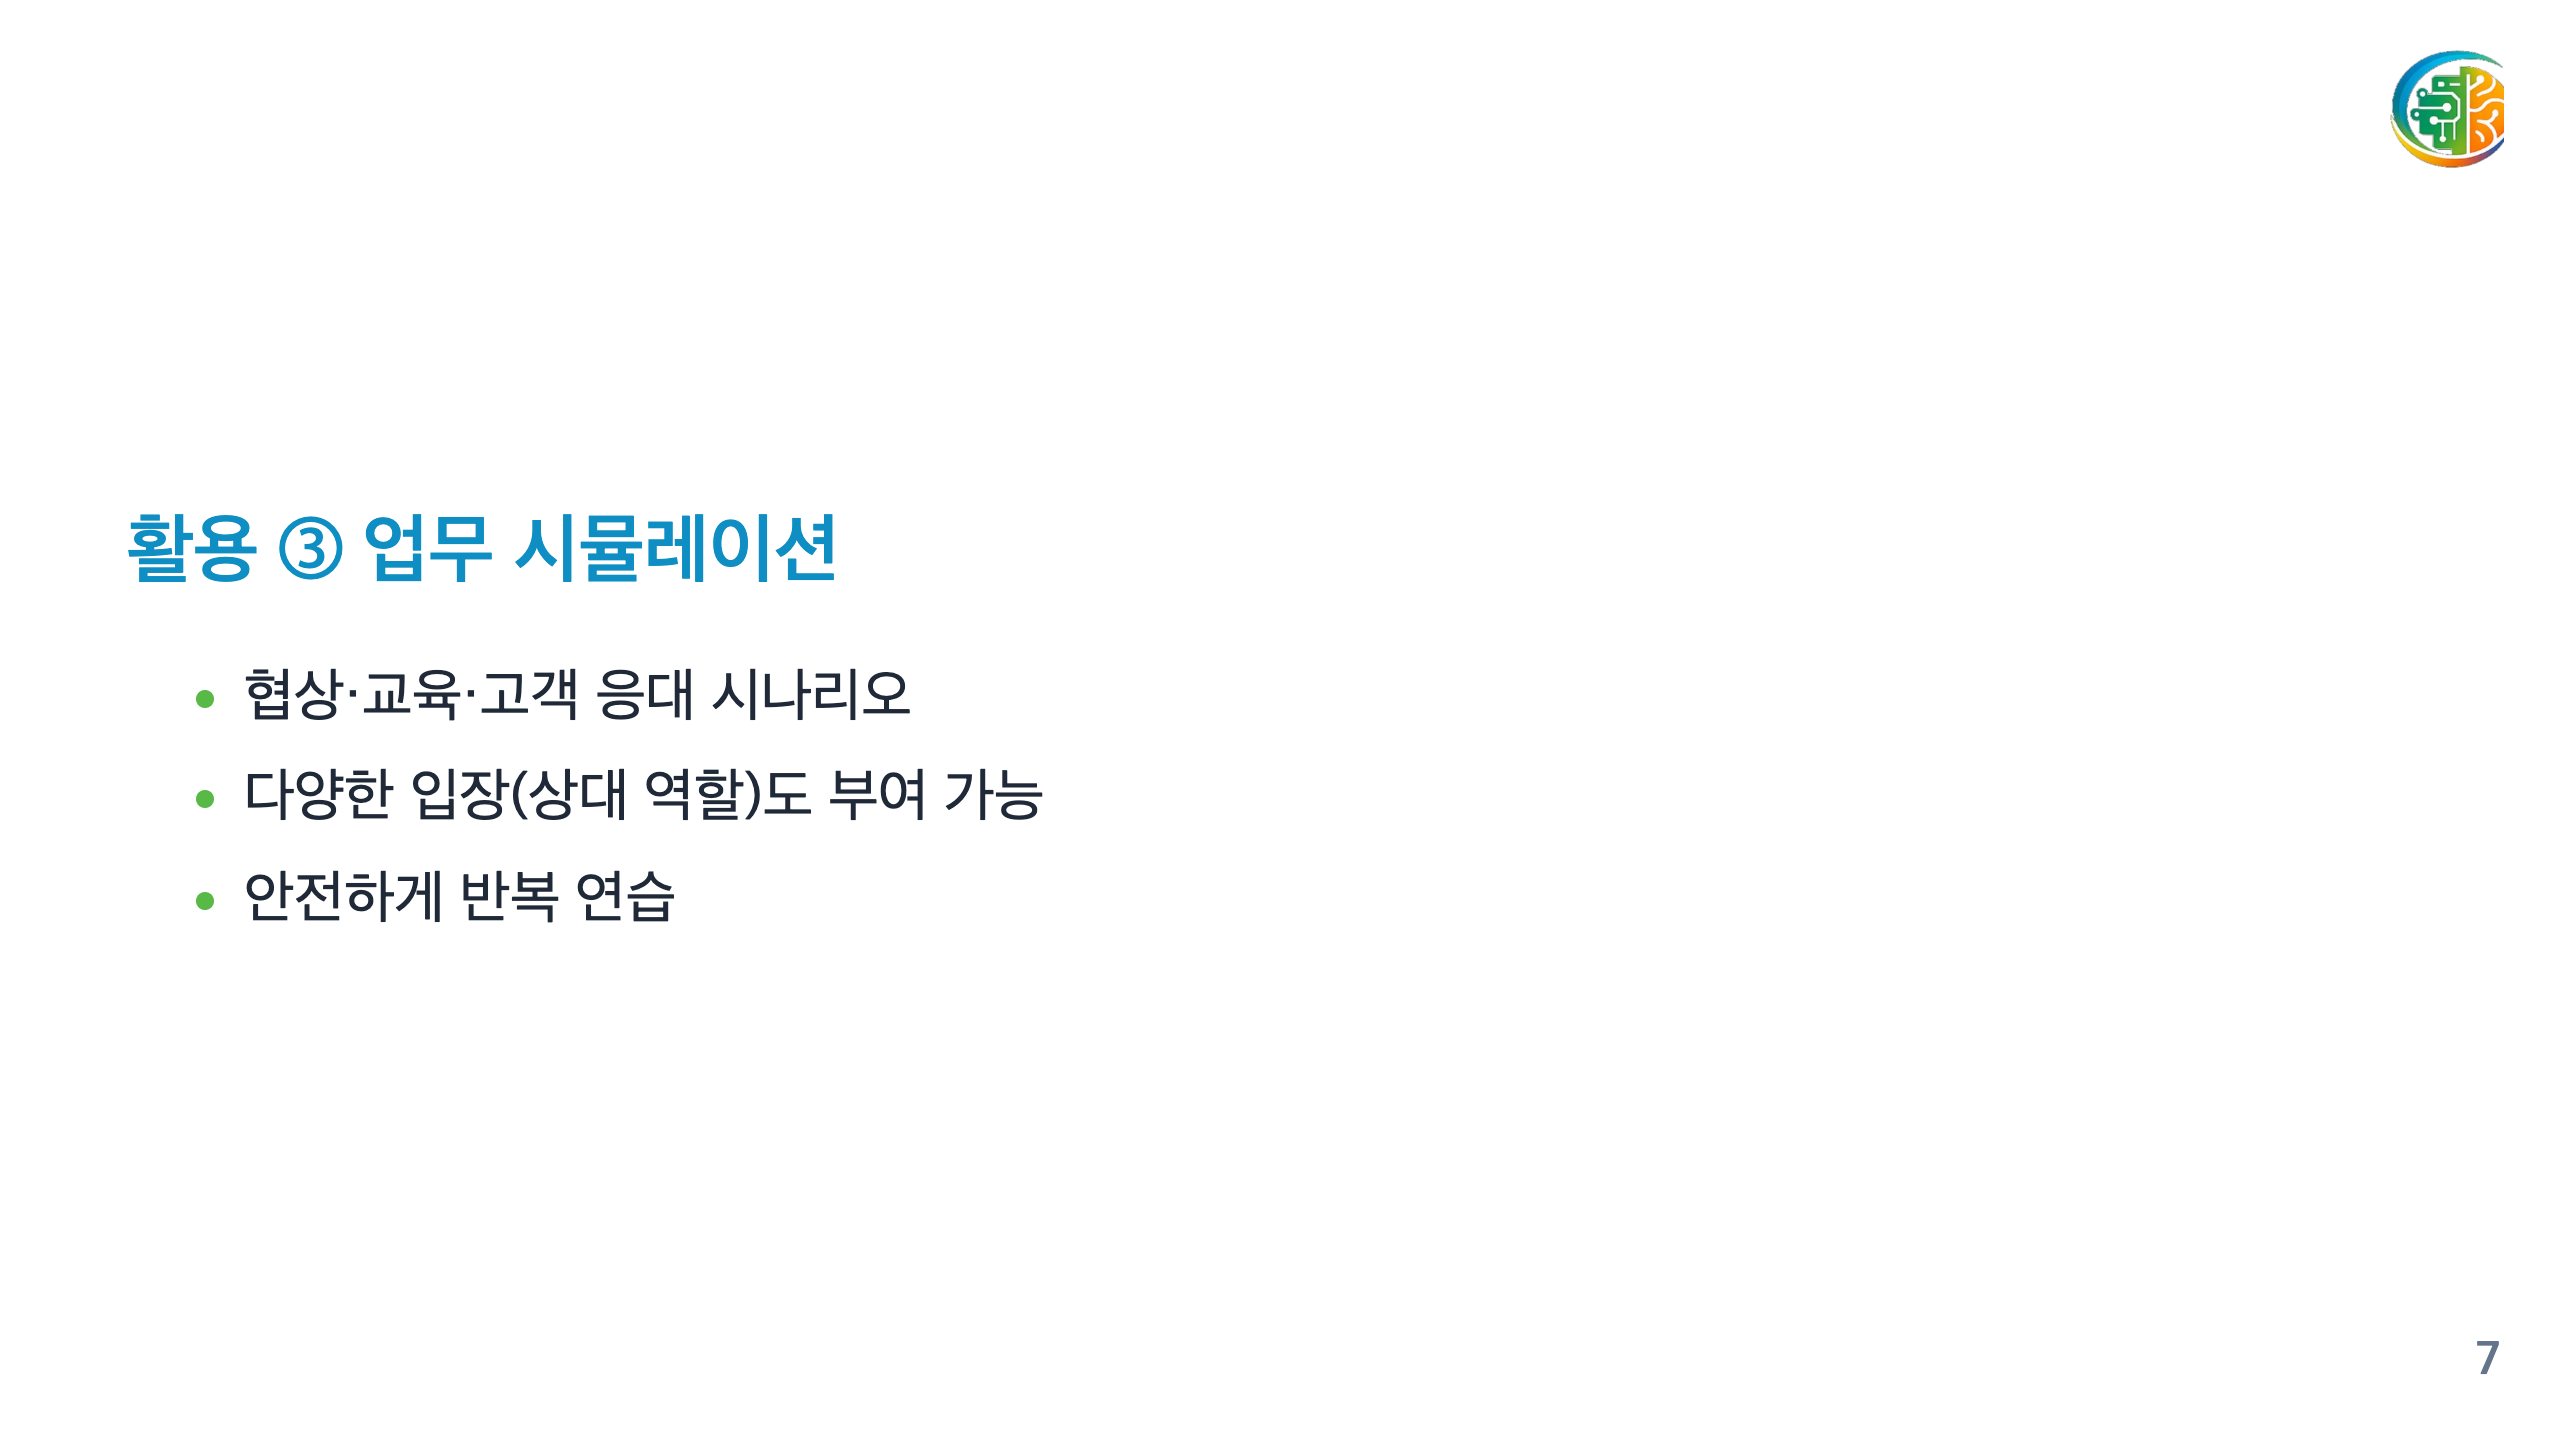 활용 ③ 업무 시뮬레이션
• 협상·교육·고객 응대 시나리오
• 다양한 입장(상대 역할)도 부여 가능
• 안전하게 반복 연습
7